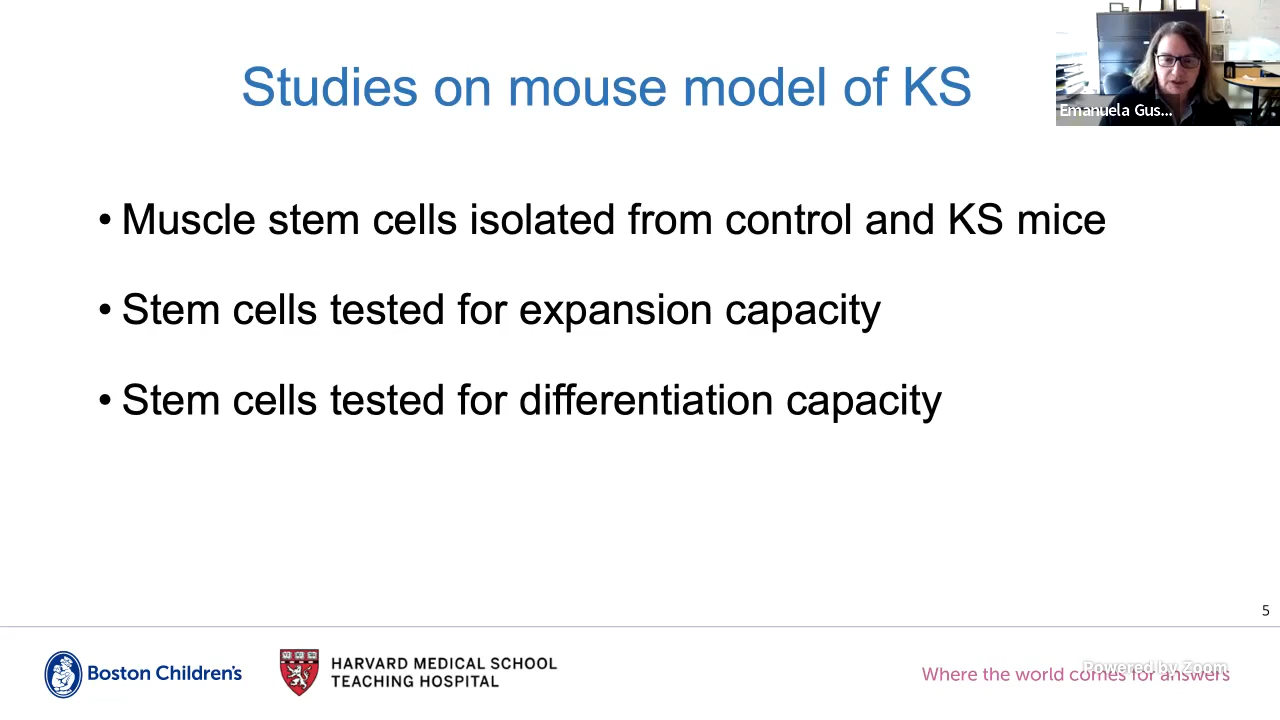 Studies on mouse model of KS
Emanuela Gus...
• Muscle stem cells isolated from control and KS mice
• Stem cells tested for expansion capacity
• Stem cells tested for differentiation capacity
5
Boston Children's
HARVARD MEDICAL SCHOOL
TEACHING HOSPITAL
Where the world comes for answers
Powered by Zoom